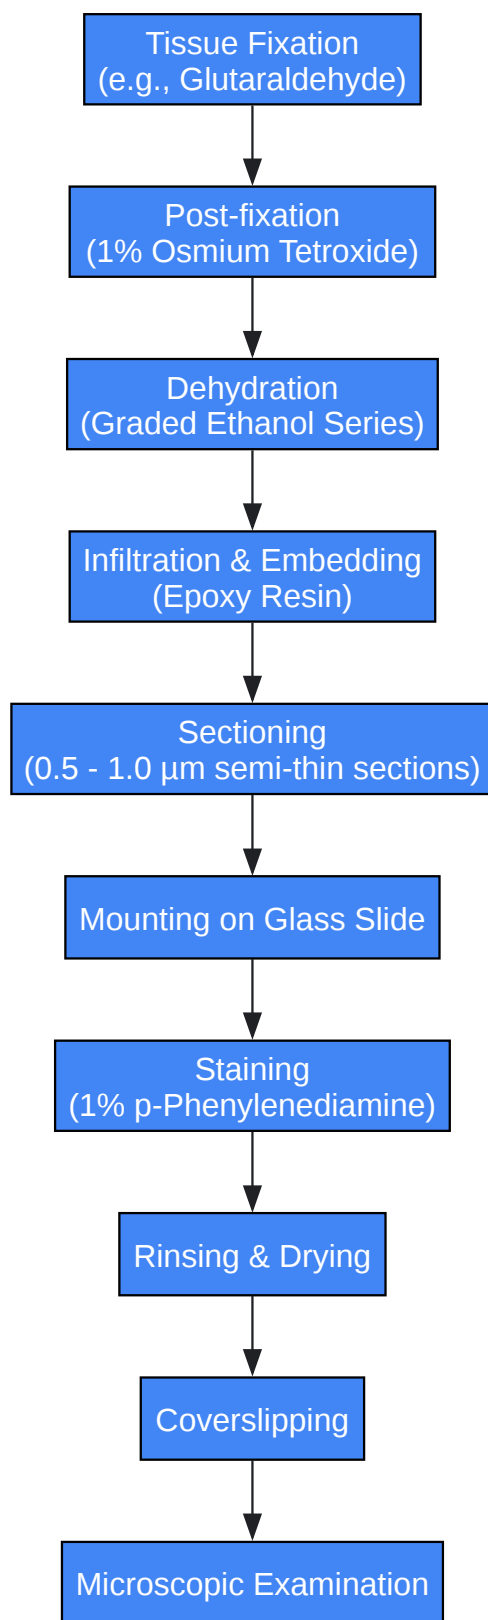 Tissue Fixation
(e.g., Glutaraldehyde)
Post-fixation
(1% Osmium Tetroxide)
Dehydration
(Graded Ethanol Series)
Infiltration & Embedding
(Epoxy Resin)
Sectioning
(0.5 - 1.0 µm semi-thin sections)
Mounting on Glass Slide
Staining
(1% p-Phenylenediamine)
Rinsing & Drying
Coverslipping
Microscopic Examination